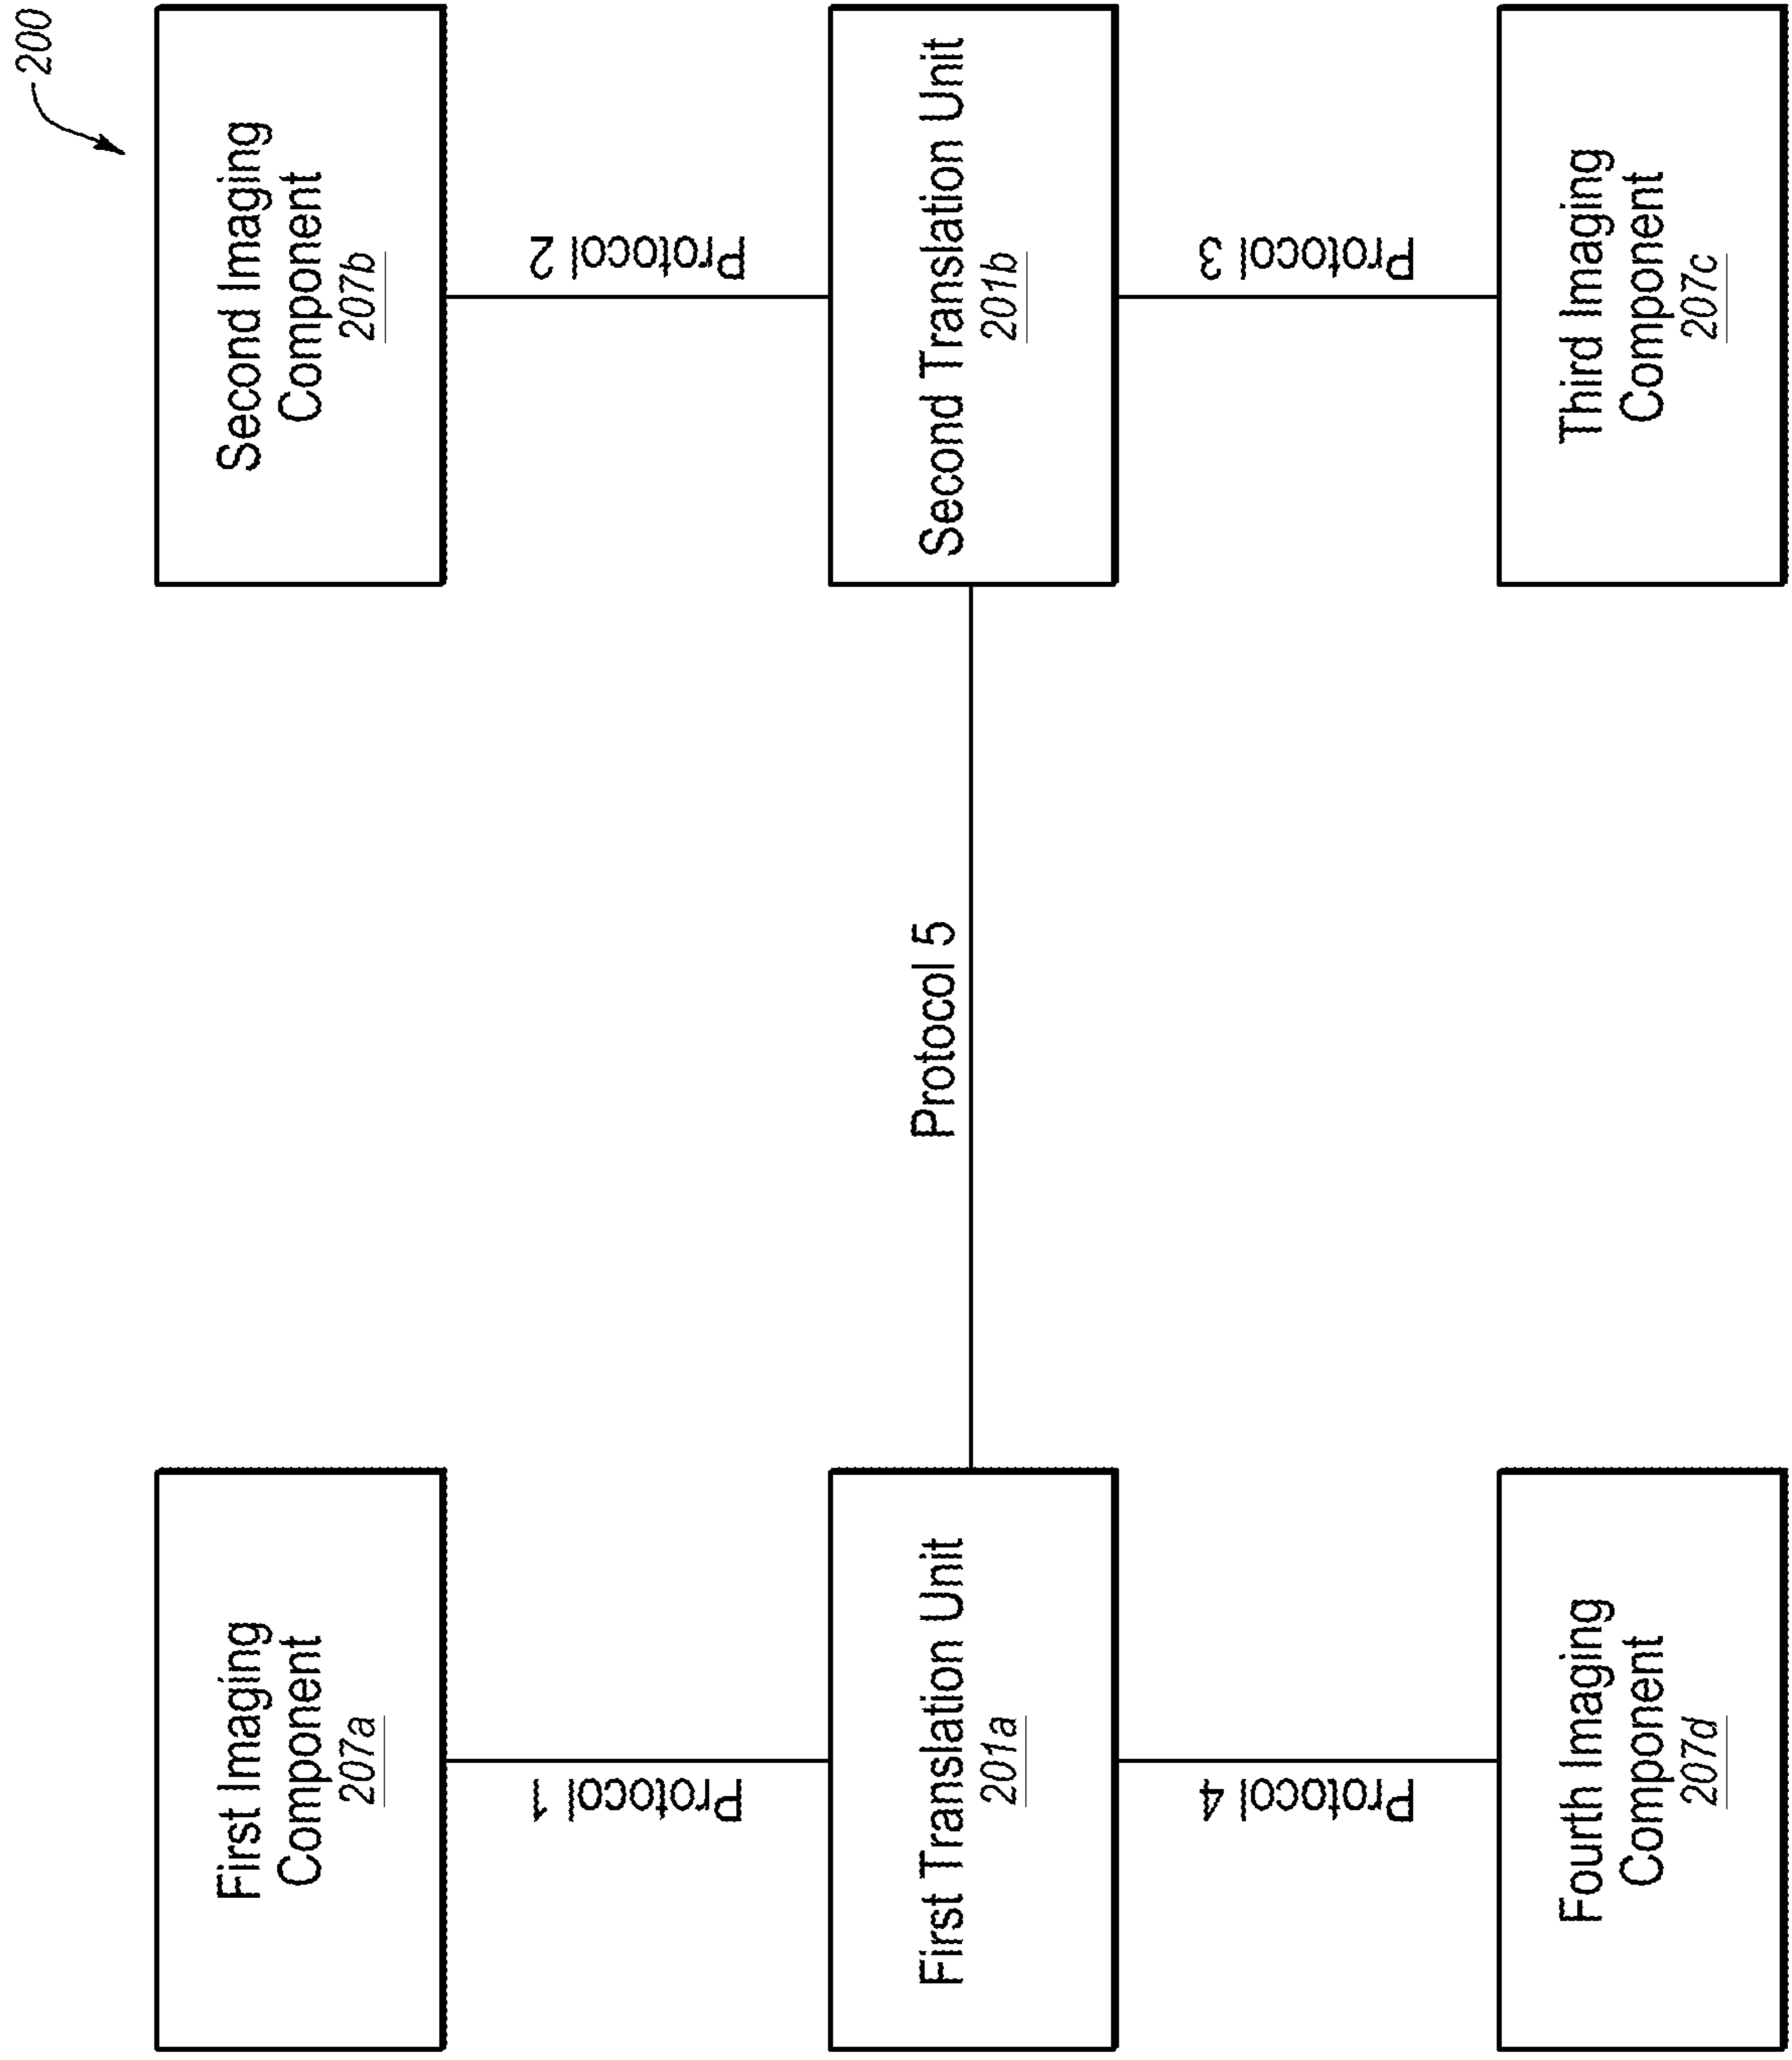 200
First Imaging
Component
207a
Second Imaging
Component
207b
Protocol 1
Protocol 2
First Translation Unit
201a
Protocol 5
Second Translation Unit
201b
Protocol 4
Protocol 3
Fourth Imaging
Component
207d
Third Imaging
Component
207c